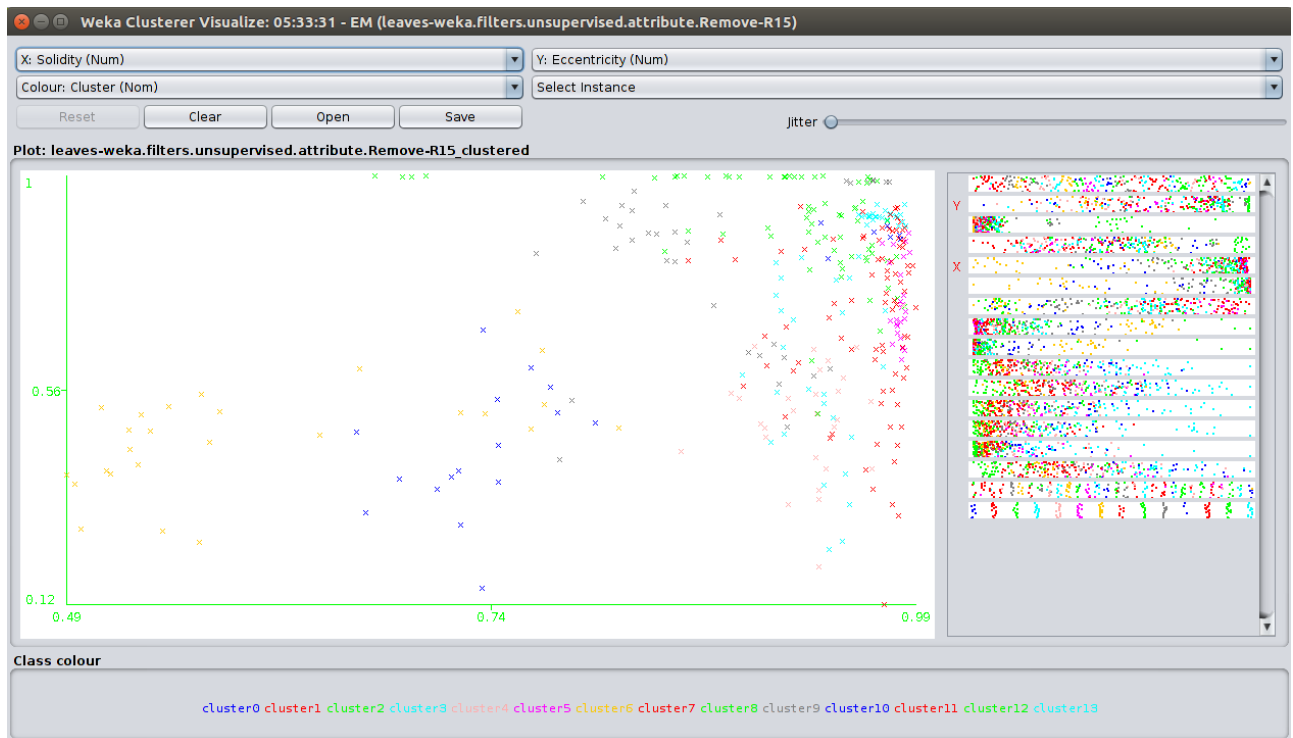 Weka Clusterer Visualize: 05:33:31 - EM (leaves-weka.filters.unsupervised.attribute.Remove-R15)
X: Solidity (Num) Y: Eccentricity (Num)
Colour: Cluster (Nom) Select Instance
Reset Clear Open Save Jitter
Plot: leaves-weka.filters.unsupervised.attribute.Remove-R15_clustered
1
Y
X
0.56
0.12
0.49 0.74 0.99
Class colour
cluster0 cluster1 cluster2 cluster3 cluster4 cluster5 cluster6 cluster7 cluster8 cluster9 cluster10 cluster11 cluster12 cluster13